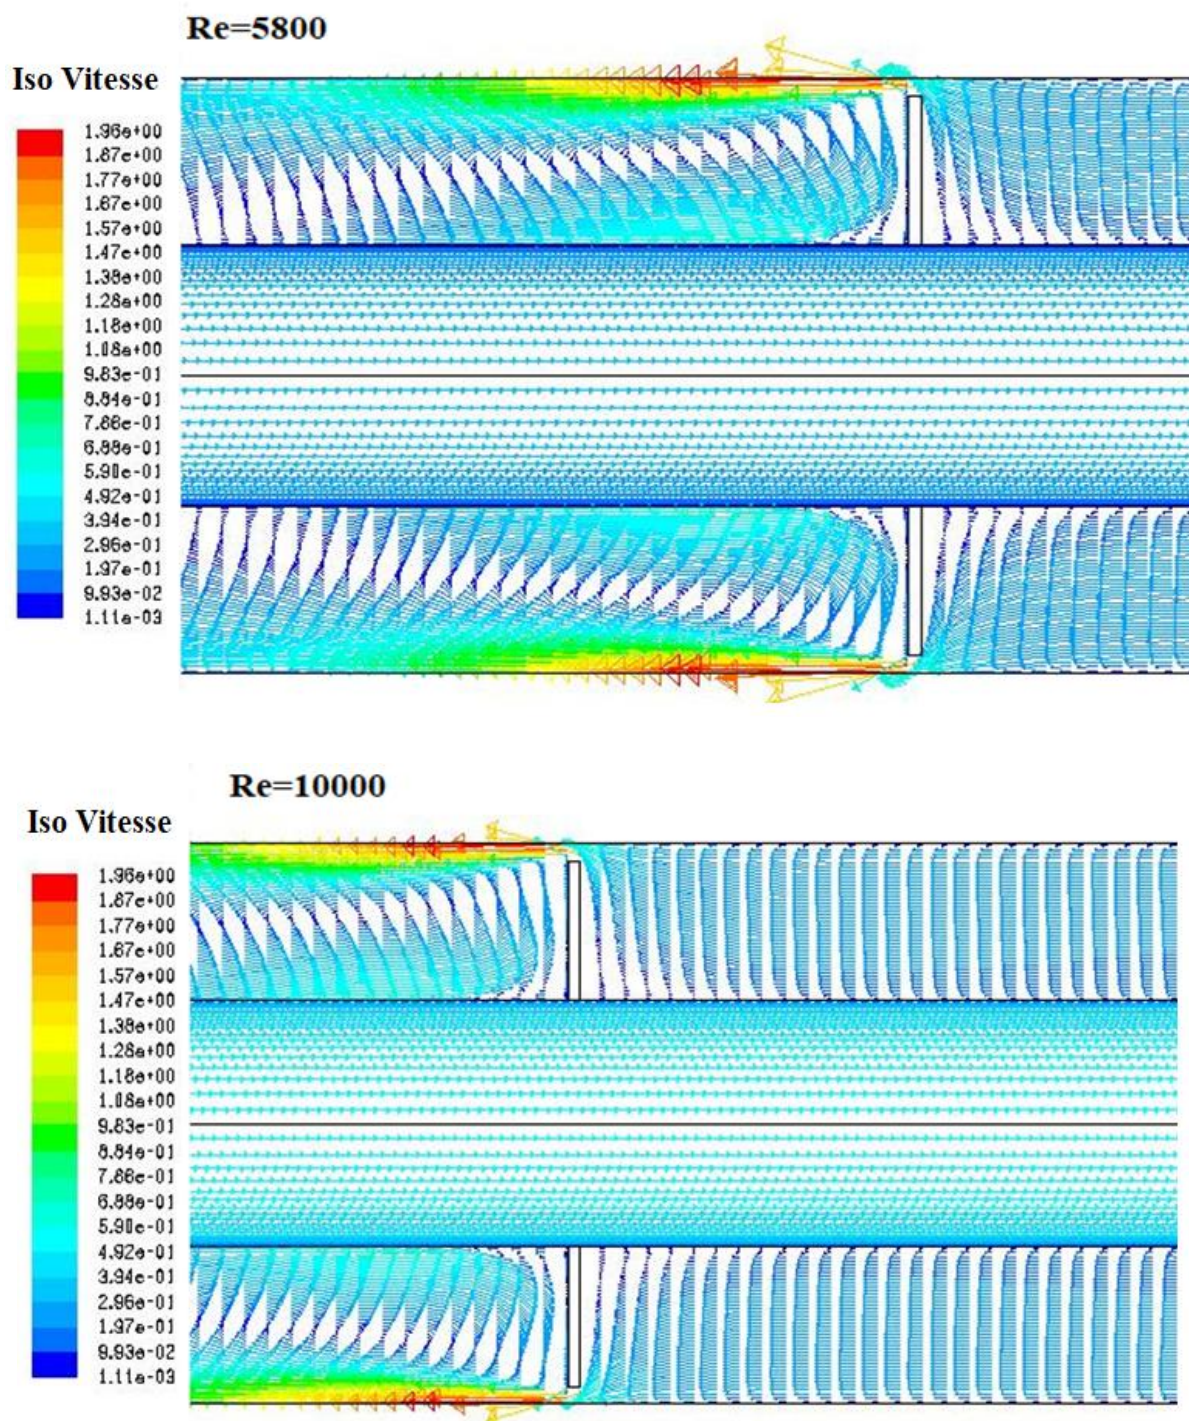 Re=5800
Iso Vitesse
1.96e+00
1.87e+00
1.77e+00
1.67e+00
1.57e+00
1.47e+00
1.38e+00
1.28e+00
1.18e+00
1.08e+00
9.83e-01
8.84e-01
7.86e-01
6.88e-01
5.90e-01
4.92e-01
3.94e-01
2.96e-01
1.97e-01
9.93e-02
1.11e-03
Re=10000
Iso Vitesse
1.96e+00
1.87e+00
1.77e+00
1.67e+00
1.57e+00
1.47e+00
1.38e+00
1.28e+00
1.18e+00
1.08e+00
9.83e-01
8.84e-01
7.86e-01
6.88e-01
5.90e-01
4.92e-01
3.94e-01
2.96e-01
1.97e-01
9.93e-02
1.11e-03